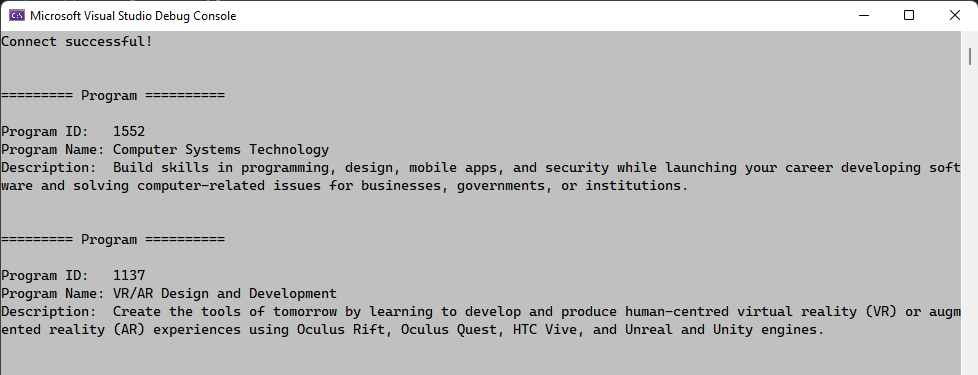 Microsoft Visual Studio Debug Console
Connect successful!
========= Program ==========
Program ID:   1552
Program Name: Computer Systems Technology
Description:  Build skills in programming, design, mobile apps, and security while launching your career developing soft
ware and solving computer-related issues for businesses, governments, or institutions.
========= Program ==========
Program ID:   1137
Program Name: VR/AR Design and Development
Description:  Create the tools of tomorrow by learning to develop and produce human-centred virtual reality (VR) or augm
ented reality (AR) experiences using Oculus Rift, Oculus Quest, HTC Vive, and Unreal and Unity engines.